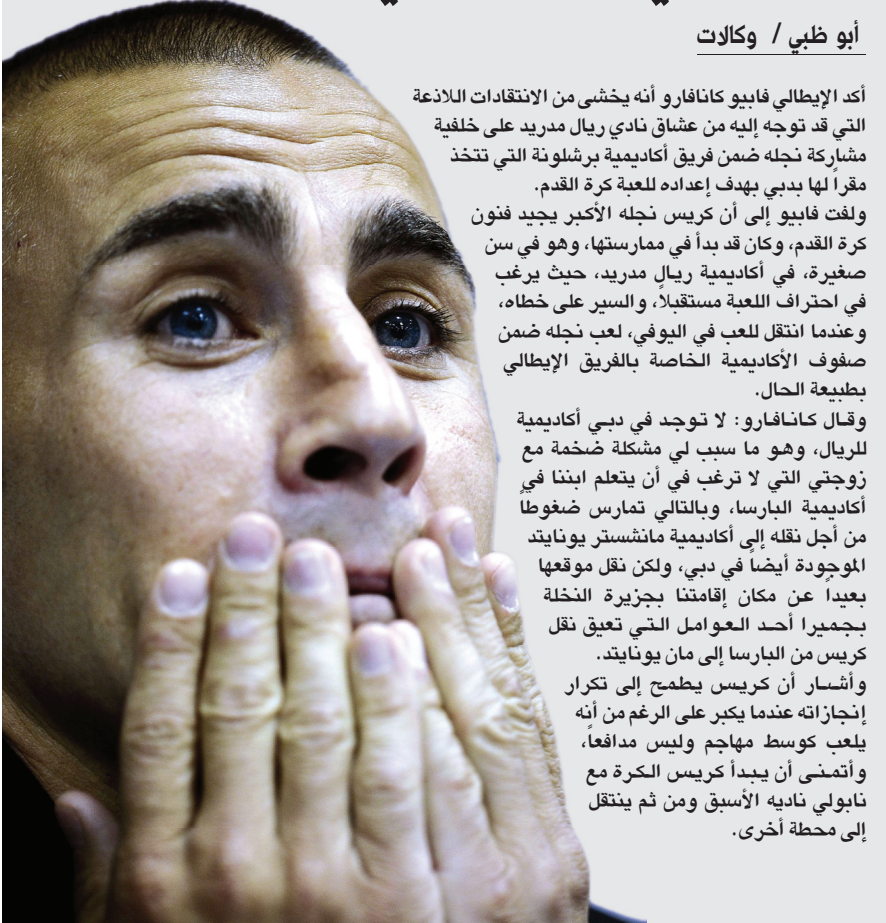 أبو ظبي / وكالات
أكد الإيطالي فابيو كانافارو أنه يخشى من الانتقادات اللاذعة
التي قد توجه إليه من عشاق نادي ريال مدريد على خلفية
مشاركة نجله ضمن فريق أكاديمية برشلونة التي تتخذ
مقراً لها بدبي بهدف إعداده للعبة كرة القدم.
ولفت فابيو إلى أن كريس نجله الأكبر يجيد فنون
كرة القدم، وكان قد بدأ في ممارستها، وهو في سن
صغيرة، في أكاديمية ريال مدريد، حيث يرغب
في احتراف اللعبة مستقبلاً، والسير على خطاه،
وعندما انتقل للعب في اليوفي، لعب نجله ضمن
صفوف الأكاديمية الخاصة بالفريق الإيطالي
بطبيعة الحال.
وقال كانافارو: لا توجد في دبي أكاديمية
للريال، وهو ما سبب لي مشكلة ضخمة مع
زوجتي التي لا ترغب في أن يتعلم ابننا في
أكاديمية البارسا، وبالتالي تمارس ضغوطاً
من أجل نقله إلى أكاديمية مانشستر يونايتد
الموجودة أيضاً في دبي، ولكن نقل موقعها
بعيداً عن مكان إقامتنا بجزيرة النخلة
بجميرا أحد العوامل التي تعيق نقل
كريس من البارسا إلى مان يونايتد.
وأشار أن كريس يطمح إلى تكرار
إنجازاته عندما يكبر على الرغم من أنه
يلعب كوسط مهاجم وليس مدافعاً،
وأتمنى أن يبدأ كريس الكرة مع
نابولي ناديه الأسبق ومن ثم ينتقل
إلى محطة أخرى.